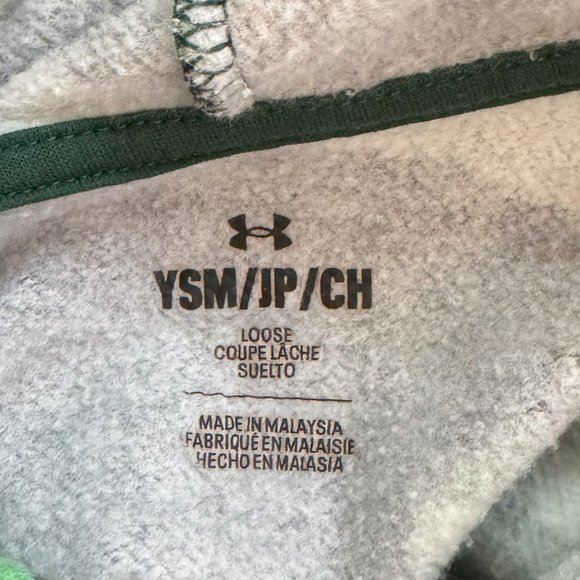 YSM/JP/CH
LOOSE
COUPE LÂCHE
SUELTO
MADE IN MALAYSIA
FABRIQUÉ EN MALAISIE
HECHO EN MALASIA